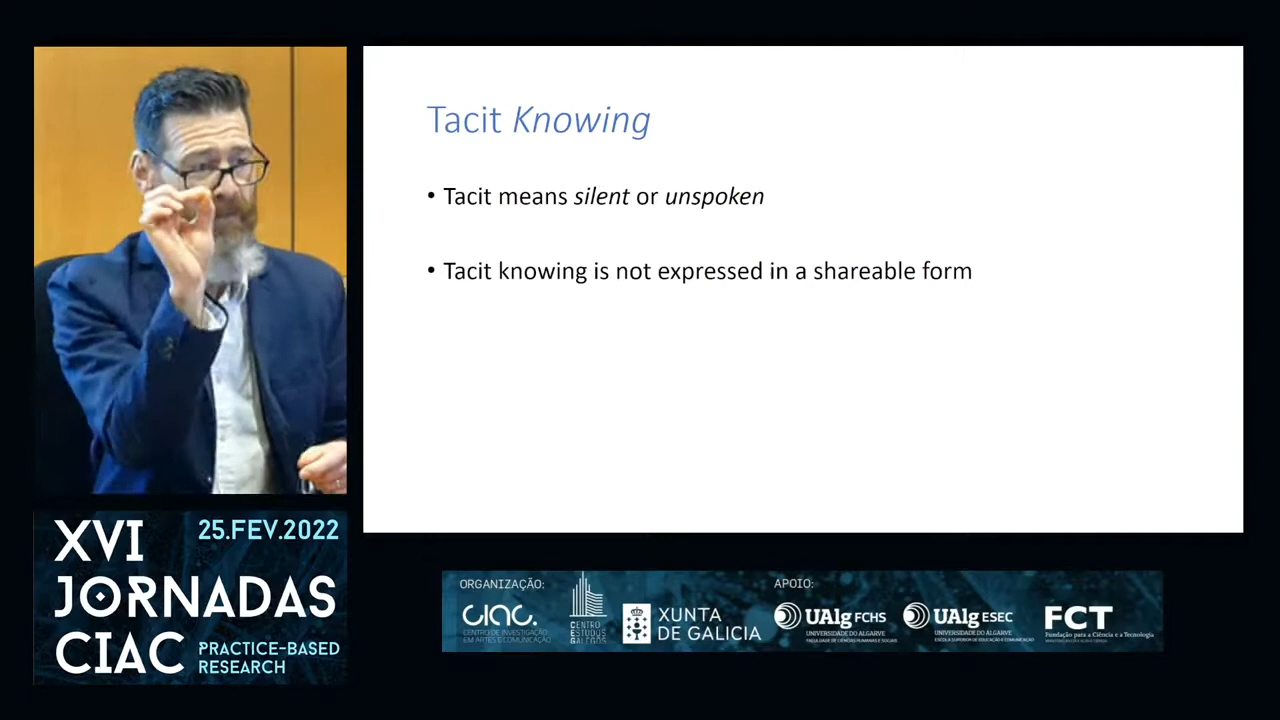 Tacit Knowing
• Tacit means silent or unspoken
• Tacit knowing is not expressed in a shareable form
XVI
JORNADAS
CIAC
25.FEV.2022
PRACTICE-BASED
RESEARCH
ORGANIZAÇÃO:
CIAC.
CENTRO DE INVESTIGAÇÃO
EM ARTES E COMUNICAÇÃO
CENTRO
ESTUDOS
GALEGOS
XUNTA
DE GALICIA
APOIO:
UAlg FCHS
UNIVERSIDADE DO ALGARVE
FACULDADE DE CIÊNCIAS HUMANAS E SOCIAIS
UAlg ESEC
UNIVERSIDADE DO ALGARVE
ESCOLA SUPERIOR DE EDUCAÇÃO E COMUNICAÇÃO
FCT
Fundação para a Ciência e a Tecnologia